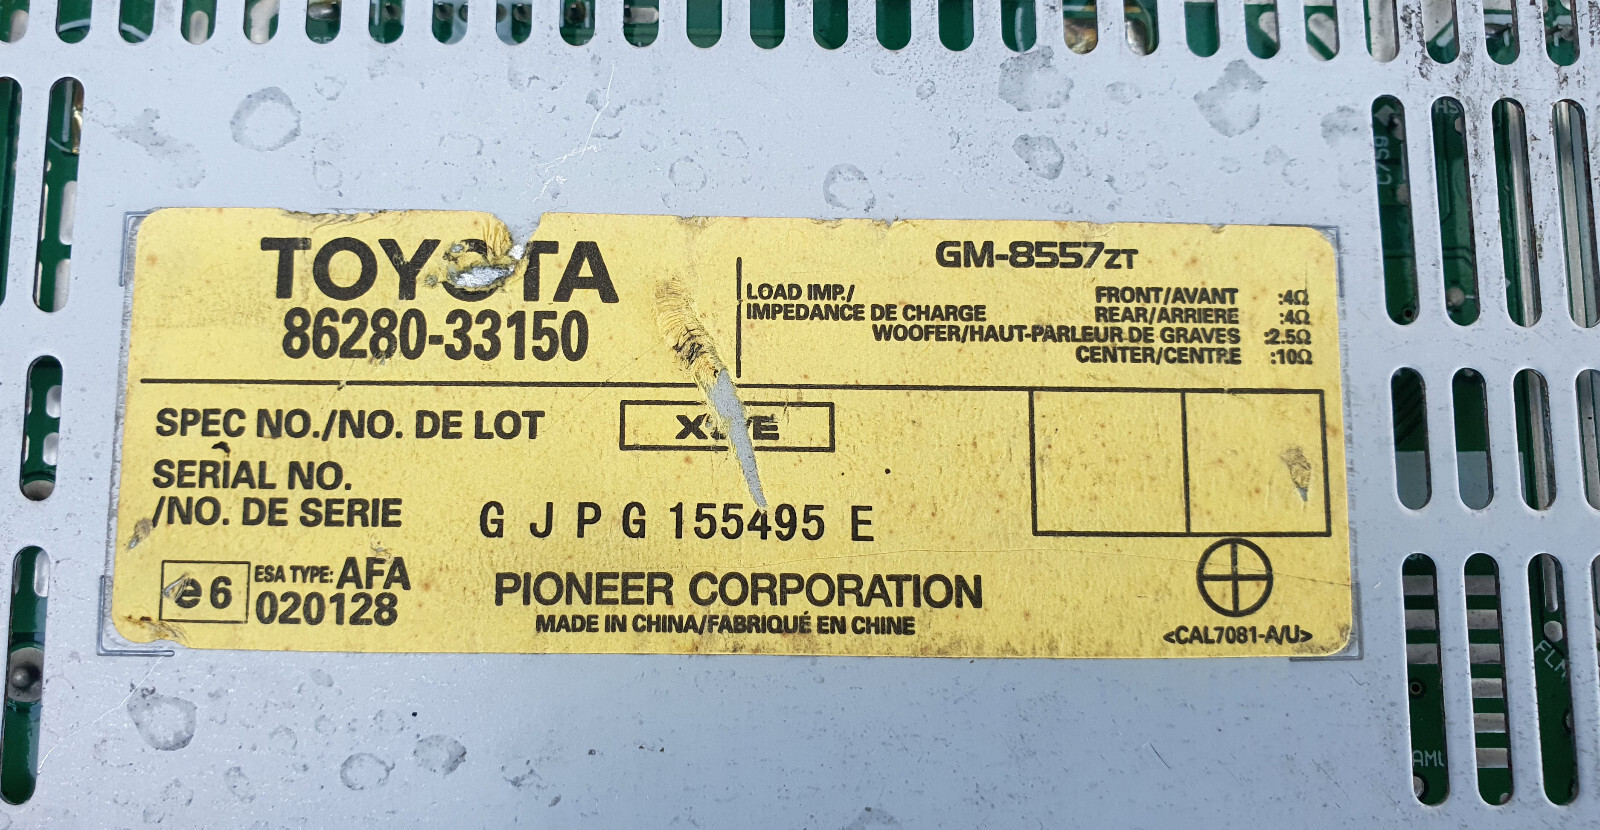 TOYOTA
86280-33150
GM-8557ZT
LOAD IMP./
IMPEDANCE DE CHARGE
FRONT/AVANT :4Ω
REAR/ARRIERE :4Ω
WOOFER/HAUT-PARLEUR DE GRAVES :2.5Ω
CENTER/CENTRE :10Ω
SPEC NO./NO. DE LOT
SERIAL NO.
/NO. DE SERIE
G J P G 155495 E
e6
ESA TYPE: AFA
020128
PIONEER CORPORATION
MADE IN CHINA/FABRIQUÉ EN CHINE
<CAL7081-A/U>
C759